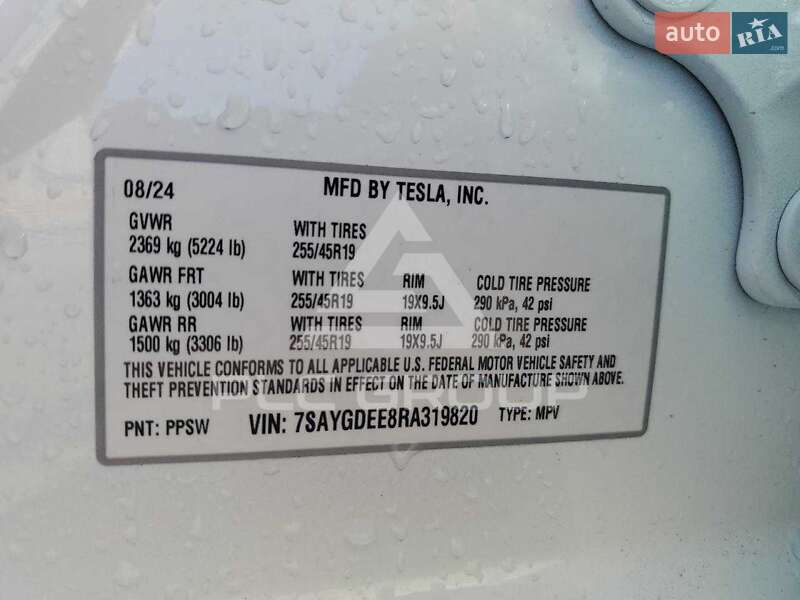 auto RIA
.com
08/24 MFD BY TESLA, INC.
GVWR WITH TIRES
2369 kg (5224 lb) 255/45R19
GAWR FRT WITH TIRES RIM COLD TIRE PRESSURE
1363 kg (3004 lb) 255/45R19 19X9.5J 290 kPa, 42 psi
GAWR RR WITH TIRES RIM COLD TIRE PRESSURE
1500 kg (3306 lb) 255/45R19 19X9.5J 290 kPa, 42 psi
THIS VEHICLE CONFORMS TO ALL APPLICABLE U.S. FEDERAL MOTOR VEHICLE SAFETY AND
THEFT PREVENTION STANDARDS IN EFFECT ON THE DATE OF MANUFACTURE SHOWN ABOVE.
PLC GROUP
PNT: PPSW VIN: 7SAYGDEE8RA319820 TYPE: MPV